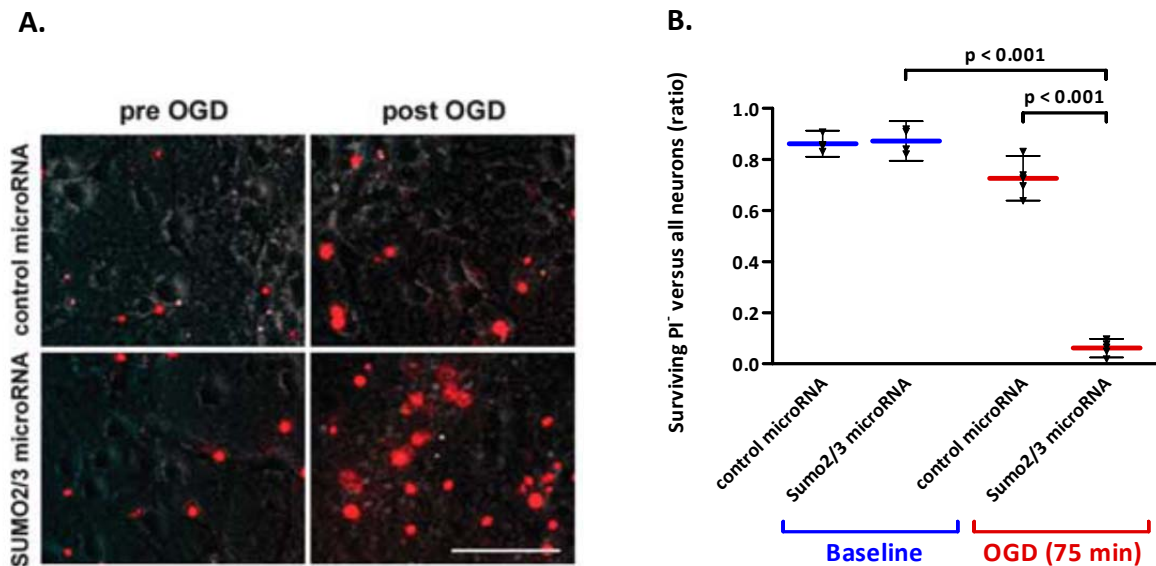 A.
pre OGD
post OGD
control microRNA
SUMO2/3 microRNA
B.
p < 0.001
p < 0.001
Surviving PI⁻ versus all neurons (ratio)
1.0
0.8
0.6
0.4
0.2
0.0
control microRNA
Sumo2/3 microRNA
control microRNA
Sumo2/3 microRNA
Baseline
OGD (75 min)